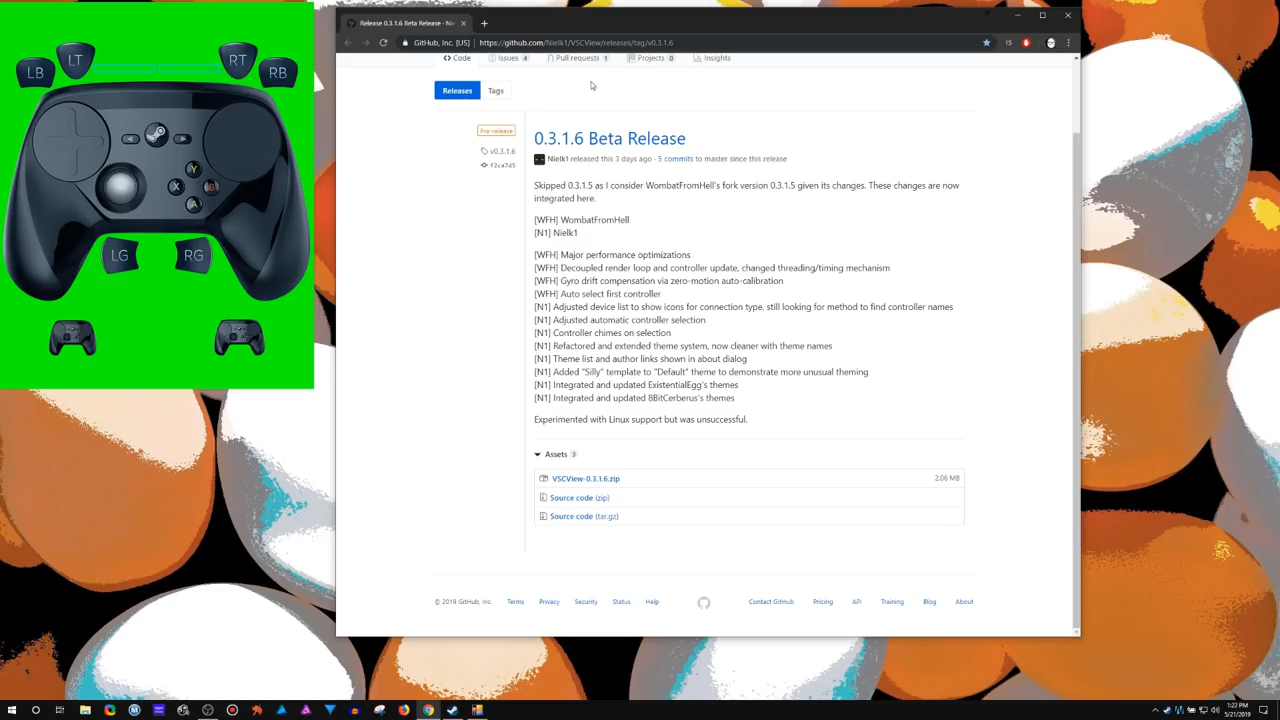 Release 0.3.1.6 Beta Release · Ni
GitHub, Inc. [US] https://github.com/Nielk1/VSCView/releases/tag/v0.3.1.6
Code Issues 4 Pull requests 1 Projects 0 Insights
Releases Tags
LT RT
LB RB
Y
X B
A
LG RG
Pre-release
v0.3.1.6
f2ca7d5
0.3.1.6 Beta Release
Nielk1 released this 3 days ago · 5 commits to master since this release
Skipped 0.3.1.5 as I consider WombatFromHell's fork version 0.3.1.5 given its changes. These changes are now
integrated here.
[WFH] WombatFromHell
[N1] Nielk1
[WFH] Major performance optimizations
[WFH] Decoupled render loop and controller update, changed threading/timing mechanism
[WFH] Gyro drift compensation via zero-motion auto-calibration
[WFH] Auto select first controller
[N1] Adjusted device list to show icons for connection type, still looking for method to find controller names
[N1] Adjusted automatic controller selection
[N1] Controller chimes on selection
[N1] Refactored and extended theme system, now cleaner with theme names
[N1] Theme list and author links shown in about dialog
[N1] Added "Silly" template to "Default" theme to demonstrate more unusual theming
[N1] Integrated and updated ExistentialEgg's themes
[N1] Integrated and updated 8BitCerberus's themes
Experimented with Linux support but was unsuccessful.
Assets 3
VSCView-0.3.1.6.zip 2.06 MB
Source code (zip)
Source code (tar.gz)
© 2019 GitHub, Inc. Terms Privacy Security Status Help Contact GitHub Pricing API Training Blog About
1:22 PM
5/21/2019